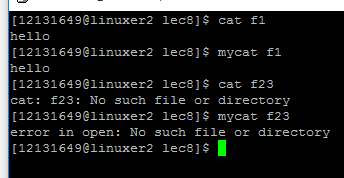 [12131649@linuxer2 lec8]$ cat f1
hello
[12131649@linuxer2 lec8]$ mycat f1
hello
[12131649@linuxer2 lec8]$ cat f23
cat: f23: No such file or directory
[12131649@linuxer2 lec8]$ mycat f23
error in open: No such file or directory
[12131649@linuxer2 lec8]$